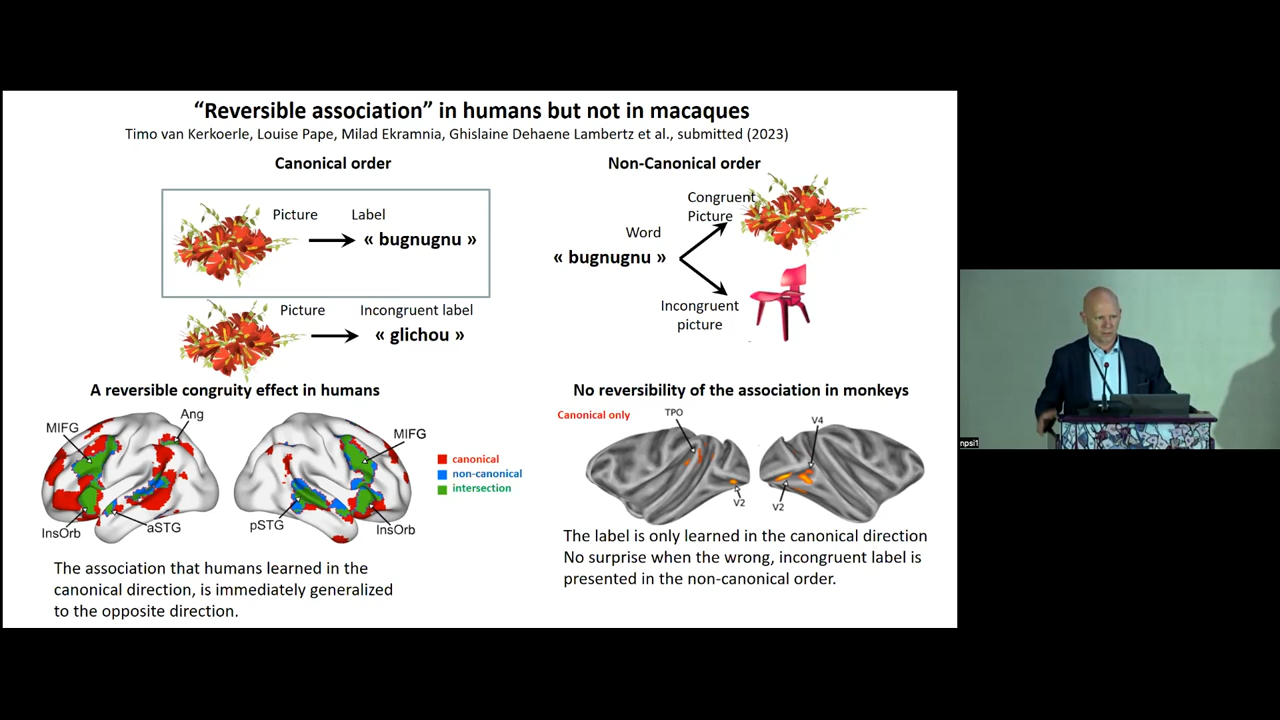 “Reversible association” in humans but not in macaques
Timo van Kerkoerle, Louise Pape, Milad Ekramnia, Ghislaine Dehaene Lambertz et al., submitted (2023)
Canonical order
Picture
Label
« bugnugnu »
Picture
Incongruent label
« glichou »
Non-Canonical order
Congruent
Picture
Word
« bugnugnu »
Incongruent
picture
A reversible congruity effect in humans
MIFG
Ang
InsOrb
aSTG
MIFG
pSTG
InsOrb
canonical
non-canonical
intersection
The association that humans learned in the
canonical direction, is immediately generalized
to the opposite direction.
No reversibility of the association in monkeys
Canonical only
TPO
V2
V4
V2
The label is only learned in the canonical direction
No surprise when the wrong, incongruent label is
presented in the non-canonical order.
npsi1